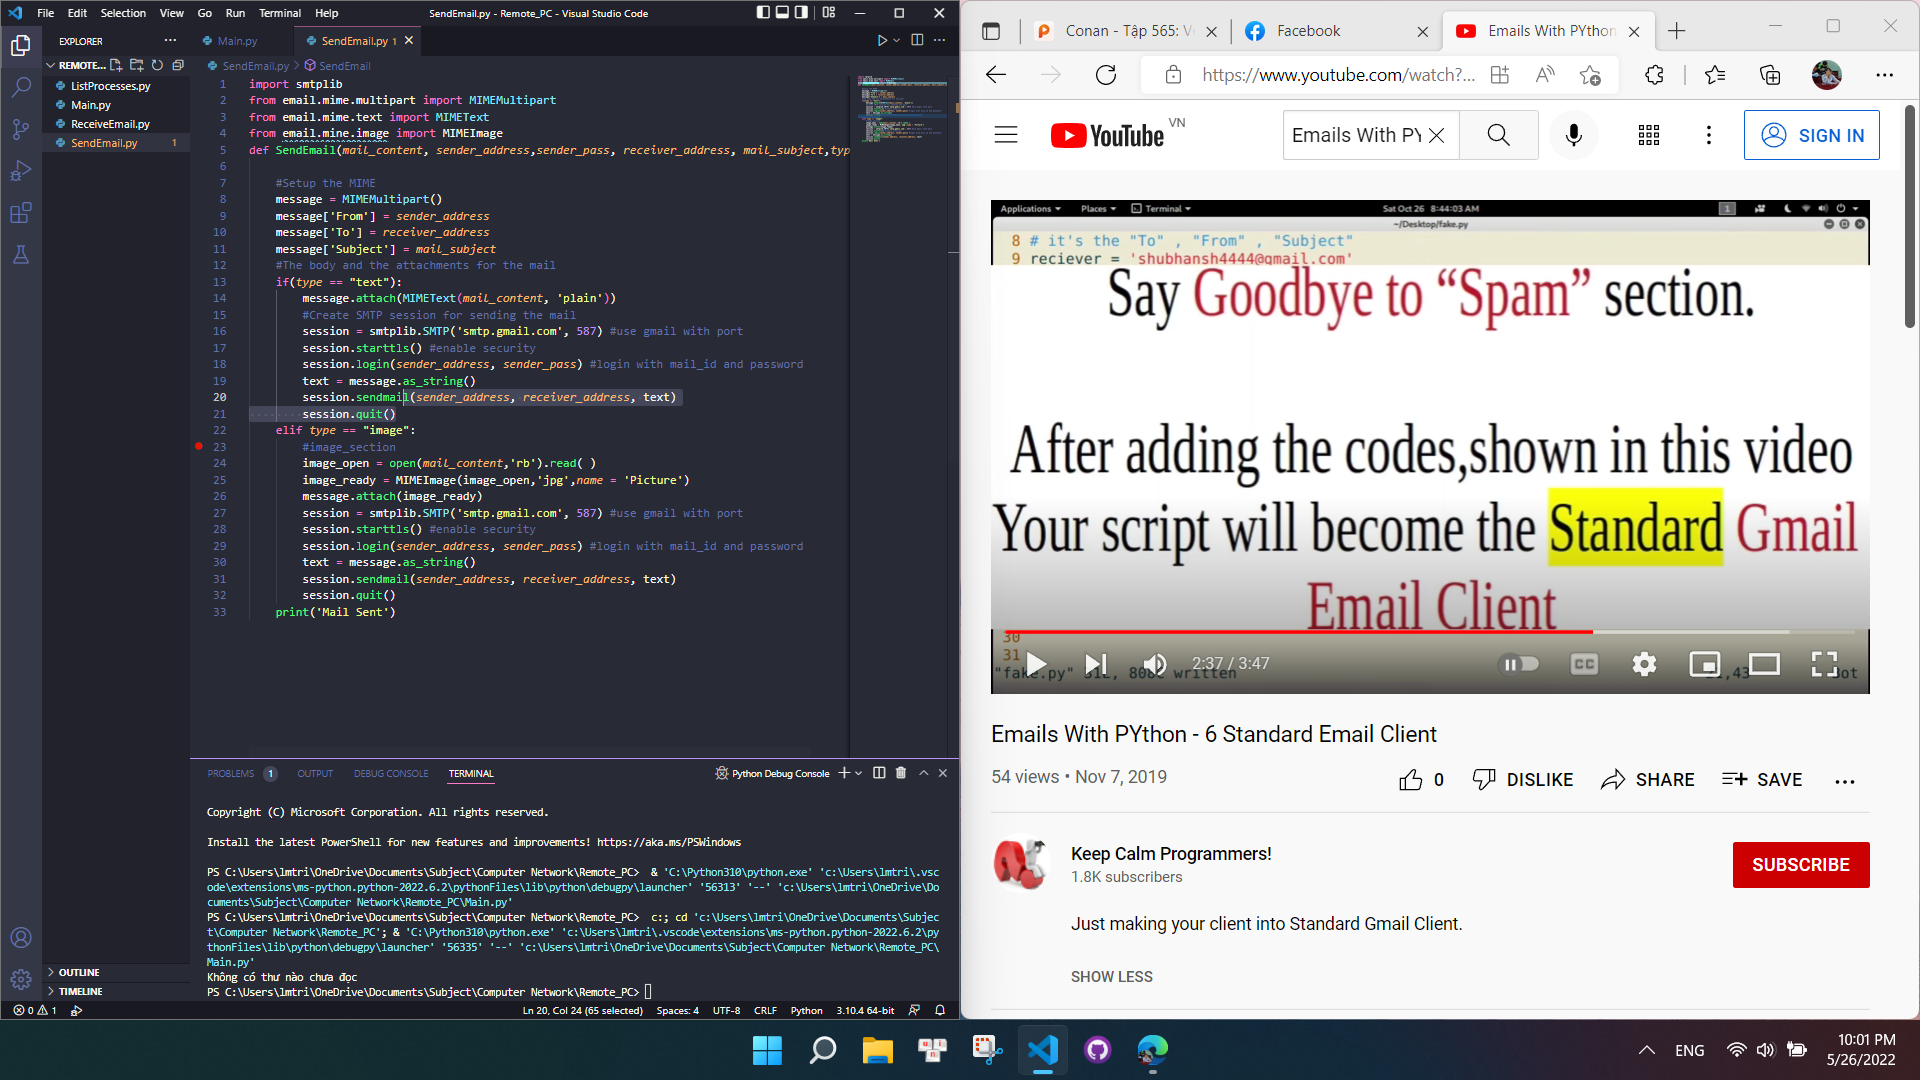 File Edit Selection View Go Run Terminal Help
SendEmail.py - Remote_PC - Visual Studio Code
EXPLORER
REMOTE...
ListProcesses.py
Main.py
ReceiveEmail.py
SendEmail.py 1
OUTLINE
TIMELINE
Main.py
SendEmail.py 1
SendEmail.py > SendEmail
1 import smtplib
2 from email.mime.multipart import MIMEMultipart
3 from email.mime.text import MIMEText
4 from email.mine.image import MIMEImage
5 def SendEmail(mail_content, sender_address,sender_pass, receiver_address, mail_subject,typ
6
7 #Setup the MIME
8 message = MIMEMultipart()
9 message['From'] = sender_address
10 message['To'] = receiver_address
11 message['Subject'] = mail_subject
12 #The body and the attachments for the mail
13 if(type == "text"):
14 message.attach(MIMEText(mail_content, 'plain'))
15 #Create SMTP session for sending the mail
16 session = smtplib.SMTP('smtp.gmail.com', 587) #use gmail with port
17 session.starttls() #enable security
18 session.login(sender_address, sender_pass) #login with mail_id and password
19 text = message.as_string()
20 session.sendmail(sender_address, receiver_address, text)
21 session.quit()
22 elif type == "image":
23 #image_section
24 image_open = open(mail_content,'rb').read( )
25 image_ready = MIMEImage(image_open,'jpg',name = 'Picture')
26 message.attach(image_ready)
27 session = smtplib.SMTP('smtp.gmail.com', 587) #use gmail with port
28 session.starttls() #enable security
29 session.login(sender_address, sender_pass) #login with mail_id and password
30 text = message.as_string()
31 session.sendmail(sender_address, receiver_address, text)
32 session.quit()
33 print('Mail Sent')
PROBLEMS 1 OUTPUT DEBUG CONSOLE TERMINAL
Python Debug Console
Copyright (C) Microsoft Corporation. All rights reserved.
Install the latest PowerShell for new features and improvements! https://aka.ms/PSWindows
PS C:\Users\lmtri\OneDrive\Documents\Subject\Computer Network\Remote_PC> & 'C:\Python310\python.exe' 'c:\Users\lmtri\.vsc
ode\extensions\ms-python.python-2022.6.2\pythonFiles\lib\python\debugpy\launcher' '56313' '--' 'c:\Users\lmtri\OneDrive\Do
cuments\Subject\Computer Network\Remote_PC\Main.py'
PS C:\Users\lmtri\OneDrive\Documents\Subject\Computer Network\Remote_PC> c:; cd 'c:\Users\lmtri\OneDrive\Documents\Subjec
t\Computer Network\Remote_PC'; & 'C:\Python310\python.exe' 'c:\Users\lmtri\.vscode\extensions\ms-python.python-2022.6.2\py
thonFiles\lib\python\debugpy\launcher' '56335' '--' 'c:\Users\lmtri\OneDrive\Documents\Subject\Computer Network\Remote_PC\
Main.py'
Không có thư nào chưa đọc
PS C:\Users\lmtri\OneDrive\Documents\Subject\Computer Network\Remote_PC>
0 1
Ln 20, Col 24 (65 selected) Spaces: 4 UTF-8 CRLF Python 3.10.4 64-bit
Conan - Tập 565: V
Facebook
Emails With PYthon
https://www.youtube.com/watch?...
YouTube VN
Emails With PY
SIGN IN
Applications Places Terminal Sat Oct 26 8:44:03 AM 1
~/Desktop/fake.py
8 # it's the "To" , "From" , "Subject"
9 reciever = 'shubhansh4444@gmail.com'
Say Goodbye to “Spam” section.
After adding the codes,shown in this video
Your script will become the Standard Gmail
Email Client
30
31
2:37 / 3:47
CC
Emails With PYthon - 6 Standard Email Client
54 views • Nov 7, 2019
0 DISLIKE SHARE SAVE
Keep Calm Programmers!
1.8K subscribers
SUBSCRIBE
Just making your client into Standard Gmail Client.
SHOW LESS
ENG
10:01 PM
5/26/2022